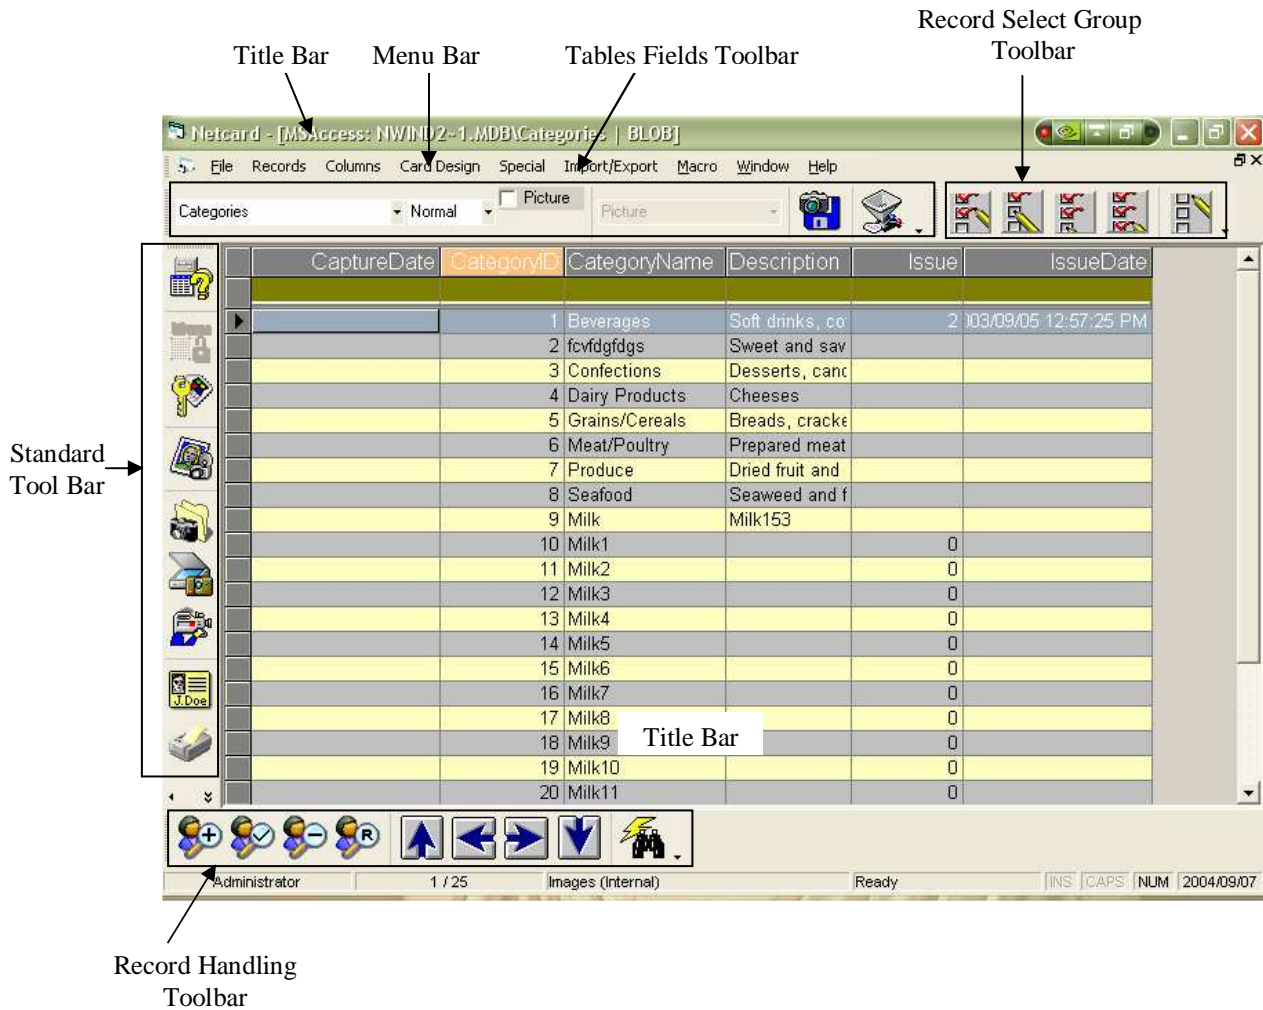 Record Select Group
Toolbar
Title Bar
Menu Bar
Tables Fields Toolbar
Netcard - [MSAccess: NWIND2~1.MDB\Categories | BLOB]
File Records Columns Card Design Special Import/Export Macro Window Help
Categories Normal Picture Picture
CaptureDate CategoryID CategoryName Description Issue IssueDate
1 Beverages Soft drinks, co 2 003/09/05 12:57:25 PM
2 fcvfdgfdgs Sweet and sav
3 Confections Desserts, canc
4 Dairy Products Cheeses
5 Grains/Cereals Breads, cracke
6 Meat/Poultry Prepared meat
7 Produce Dried fruit and
8 Seafood Seaweed and f
9 Milk Milk153
10 Milk1 0
11 Milk2 0
12 Milk3 0
13 Milk4 0
14 Milk5 0
15 Milk6 0
16 Milk7 0
17 Milk8 0
18 Milk9 0
19 Milk10 0
20 Milk11 0
Title Bar
Standard
Tool Bar
J.Doe
R
Administrator 1 / 25 Images (Internal) Ready INS CAPS NUM 2004/09/07
Record Handling
Toolbar